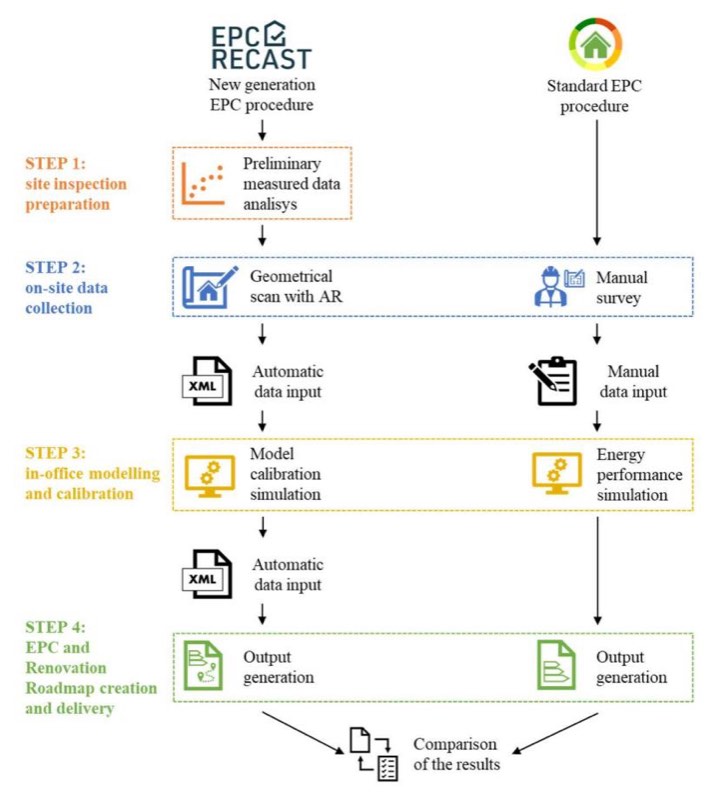 EPC
RECAST
New generation
EPC procedure
Standard EPC
procedure
STEP 1:
site inspection
preparation
Preliminary
measured data
analisys
STEP 2:
on-site data
collection
Geometrical
scan with AR
Manual
survey
XML
Automatic
data input
Manual
data input
STEP 3:
in-office modelling
and calibration
Model
calibration
simulation
Energy
performance
simulation
XML
Automatic
data input
STEP 4:
EPC and
Renovation
Roadmap creation
and delivery
Output
generation
Output
generation
Comparison
of the results